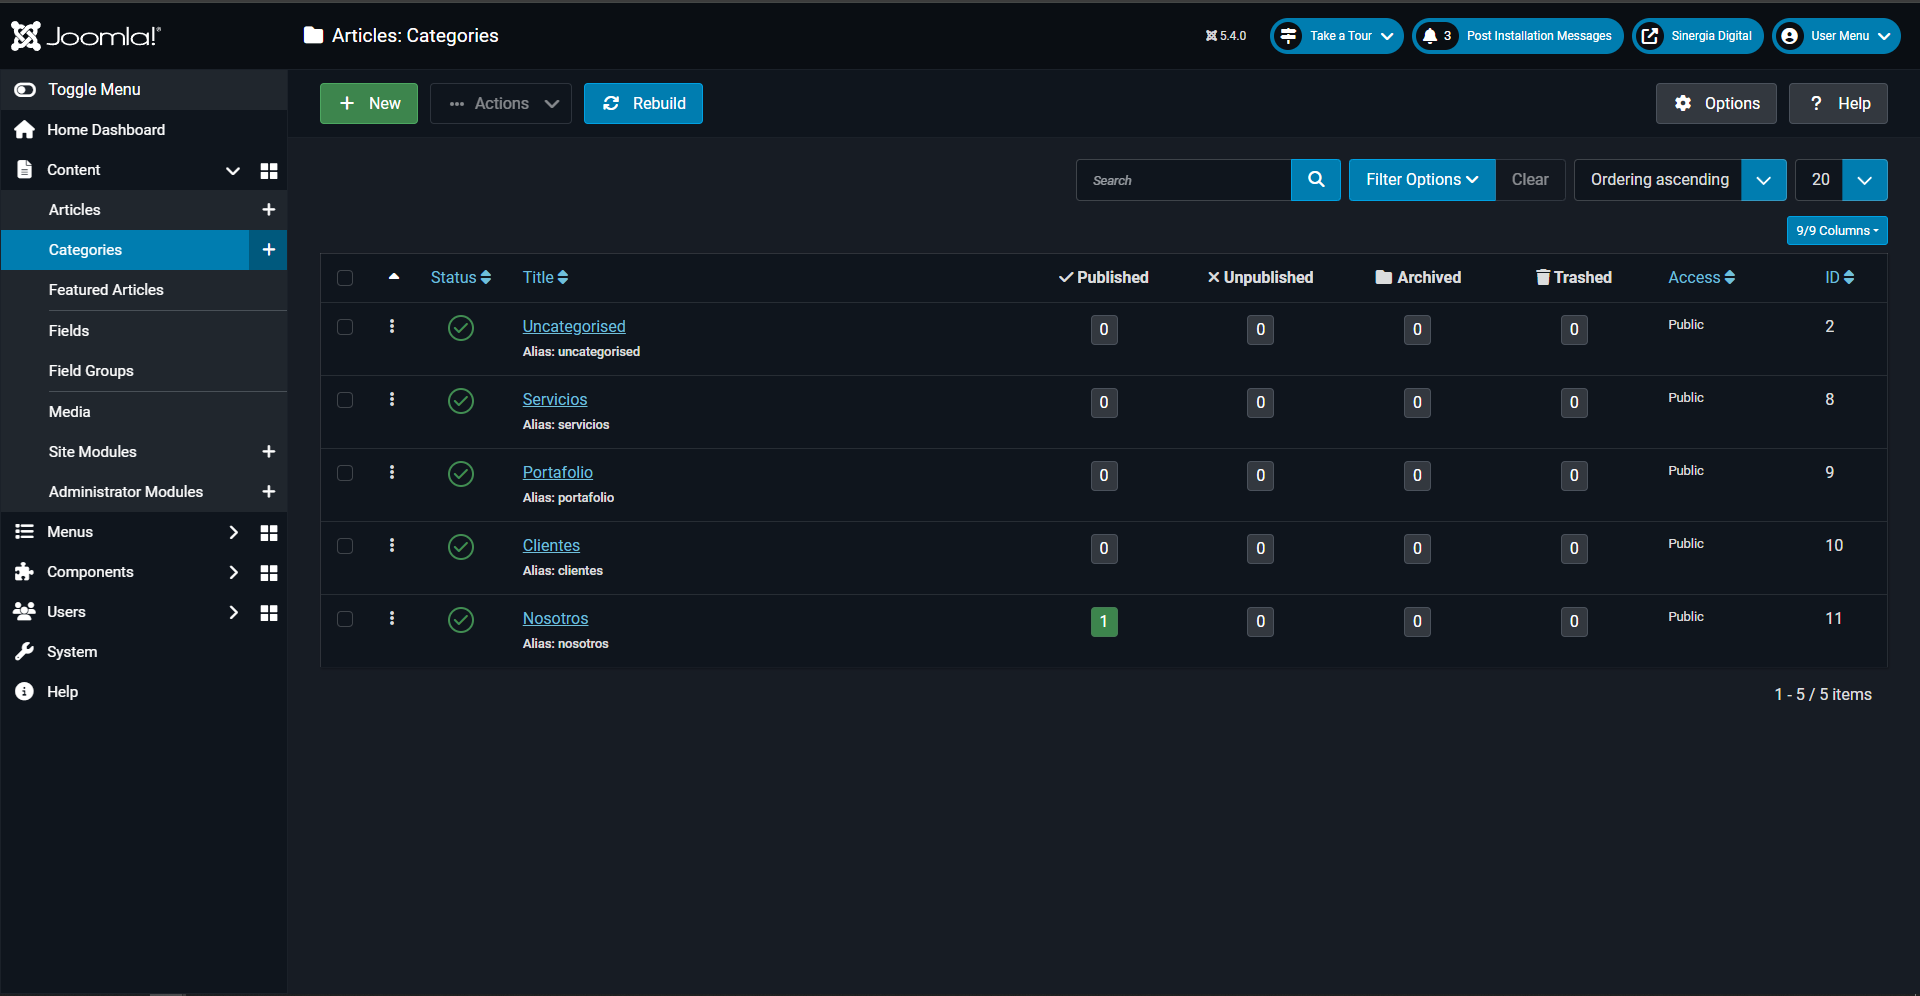 Joomla!®
Articles: Categories
5.4.0
Take a Tour
3 Post Installation Messages
Sinergia Digital
User Menu
Toggle Menu
Home Dashboard
Content
Articles
Categories
Featured Articles
Fields
Field Groups
Media
Site Modules
Administrator Modules
Menus
Components
Users
System
Help
New
Actions
Rebuild
Options
? Help
Search
Filter Options
Clear
Ordering ascending
20
9/9 Columns
Status Title Published Unpublished Archived Trashed Access ID
Uncategorised 0 0 0 0 Public 2
Alias: uncategorised
Servicios 0 0 0 0 Public 8
Alias: servicios
Portafolio 0 0 0 0 Public 9
Alias: portafolio
Clientes 0 0 0 0 Public 10
Alias: clientes
Nosotros 1 0 0 0 Public 11
Alias: nosotros
1 - 5 / 5 items